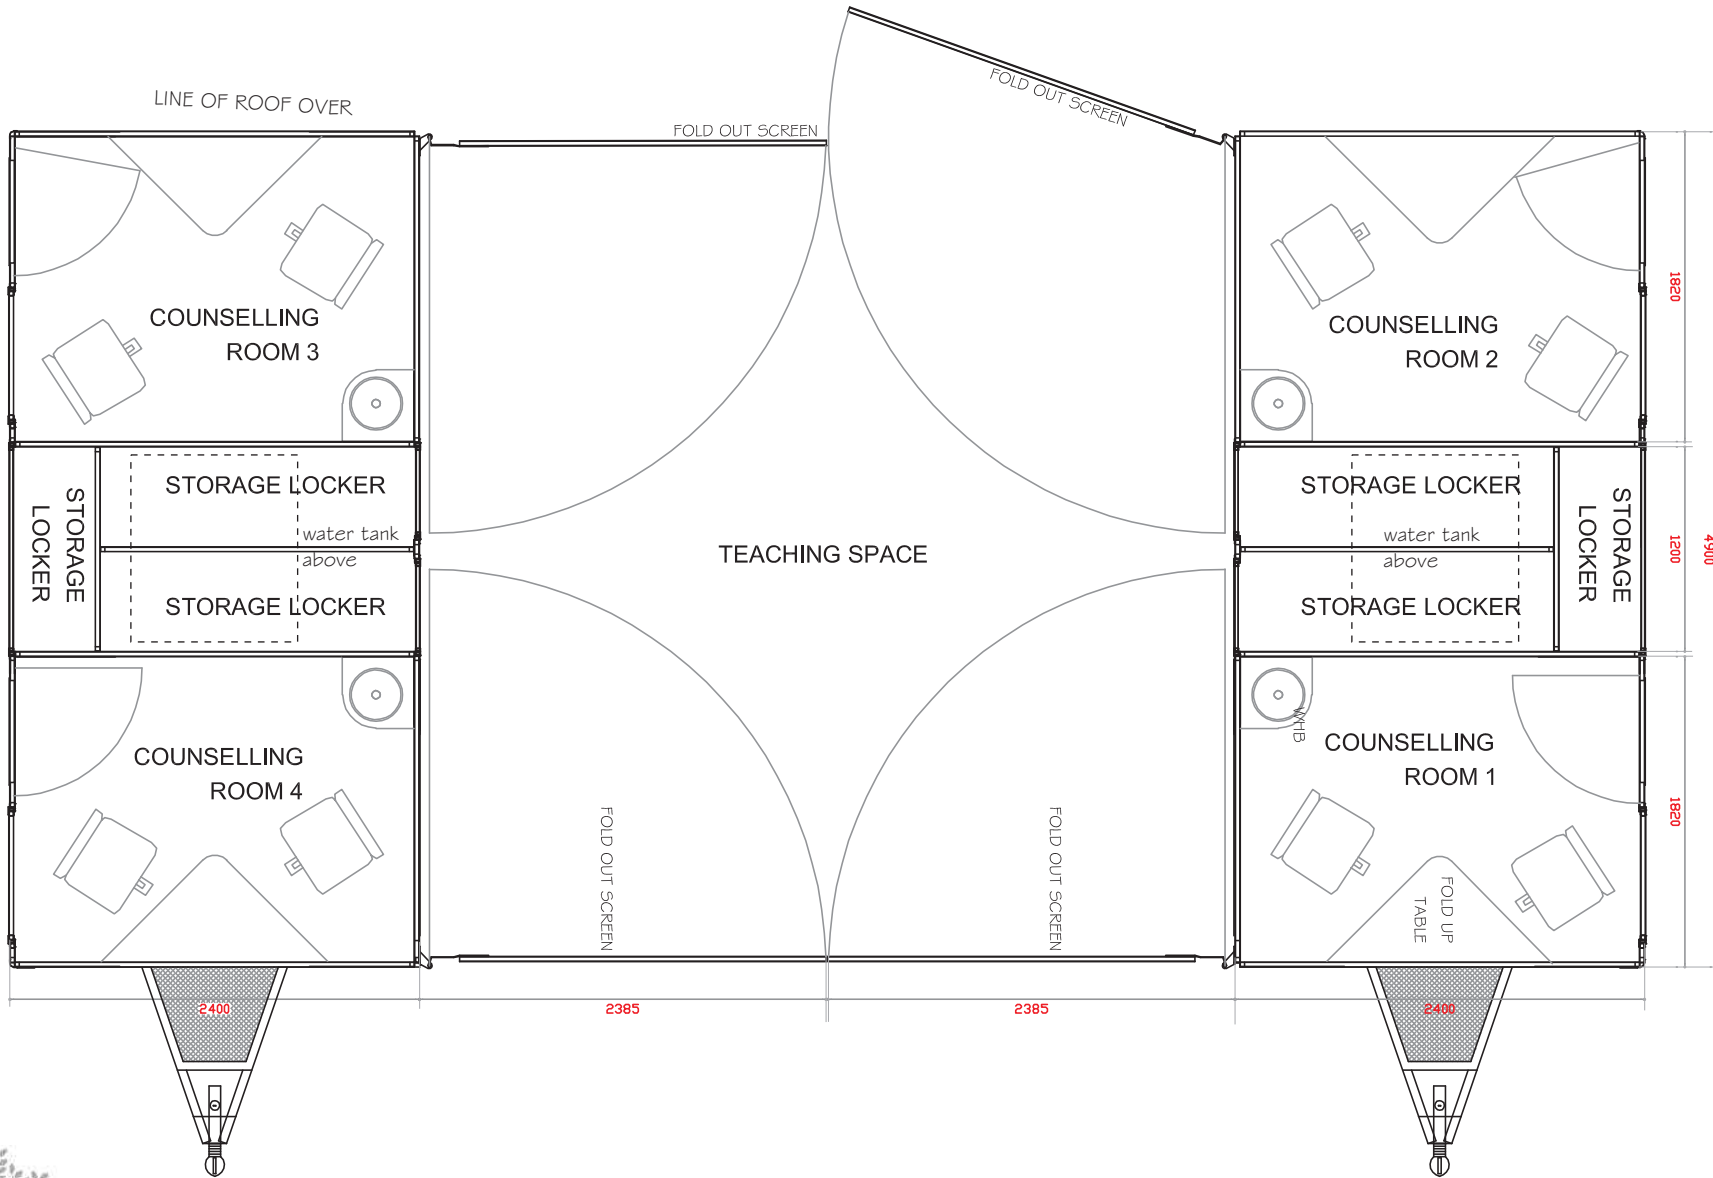 LINE OF ROOF OVER
FOLD OUT SCREEN
FOLD OUT SCREEN
COUNSELLING
ROOM 3
COUNSELLING
ROOM 2
1820
STORAGE
LOCKER
STORAGE LOCKER
water tank
above
STORAGE LOCKER
TEACHING SPACE
STORAGE LOCKER
water tank
above
STORAGE LOCKER
STORAGE
LOCKER
1200
4900
COUNSELLING
ROOM 4
WHB
COUNSELLING
ROOM 1
1820
FOLD OUT SCREEN
FOLD OUT SCREEN
FOLD UP
TABLE
2400
2385
2385
2400